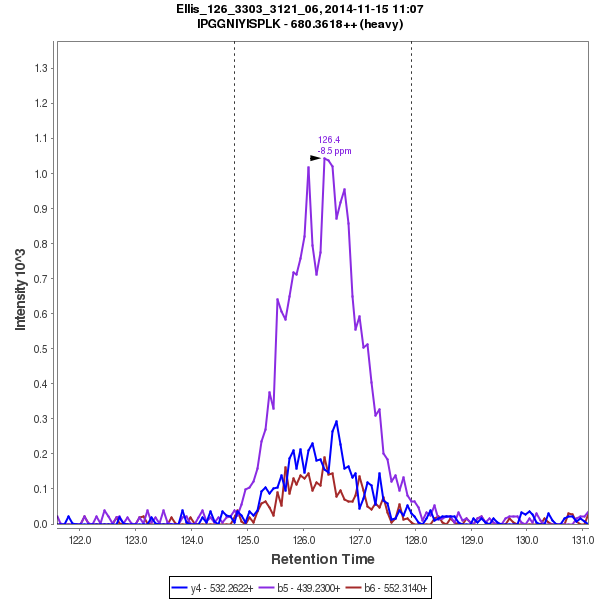 Ellis_126_3303_3121_06, 2014-11-15 11:07
IPGGNIYISPLK - 680.3618++ (heavy)
126.4
-8.5 ppm
Intensity 10^3
1.3
1.2
1.1
1.0
0.9
0.8
0.7
0.6
0.5
0.4
0.3
0.2
0.1
0.0
122.0 123.0 124.0 125.0 126.0 127.0 128.0 129.0 130.0 131.0
Retention Time
y4 - 532.2622+ b5 - 439.2300+ b6 - 552.3140+